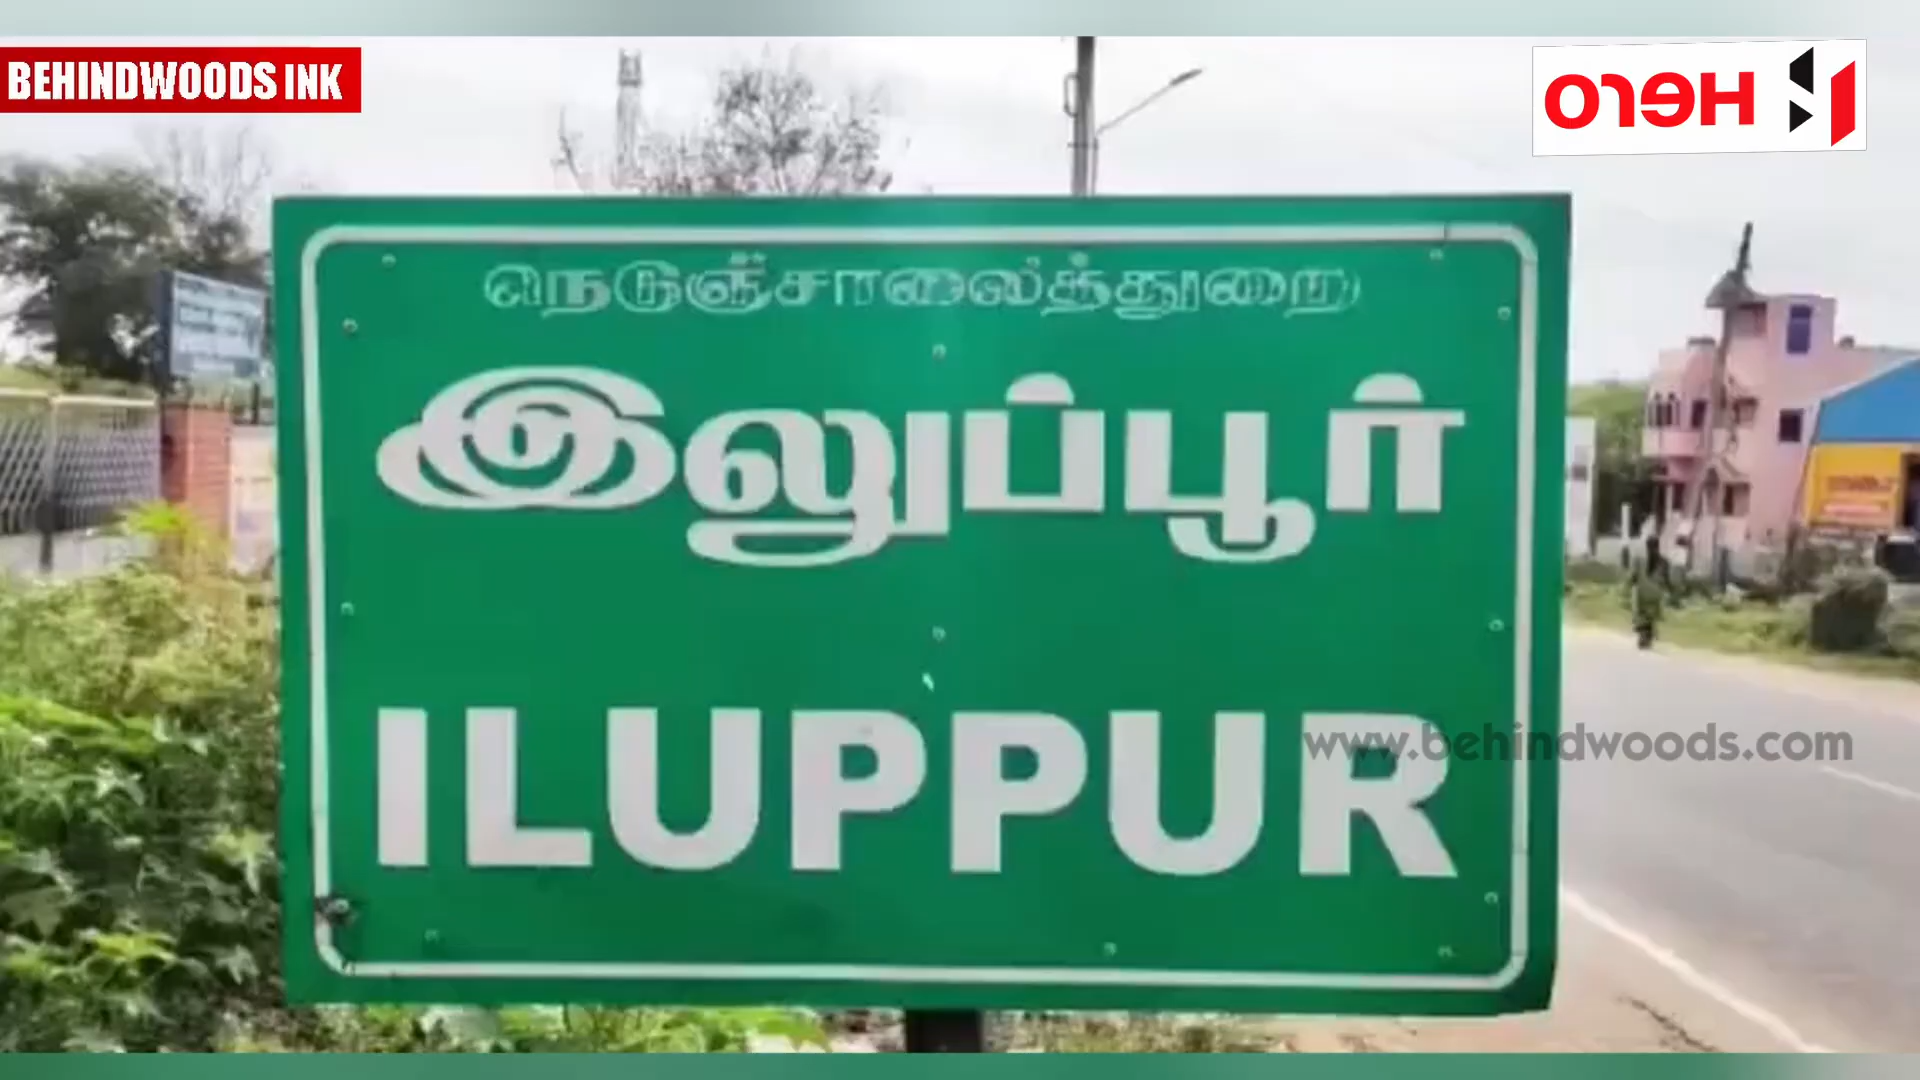 BEHINDWOODS INK
Hero
நெடுஞ்சாலைத்துறை
இலுப்பூர்
ILUPPUR
www.behindwoods.com